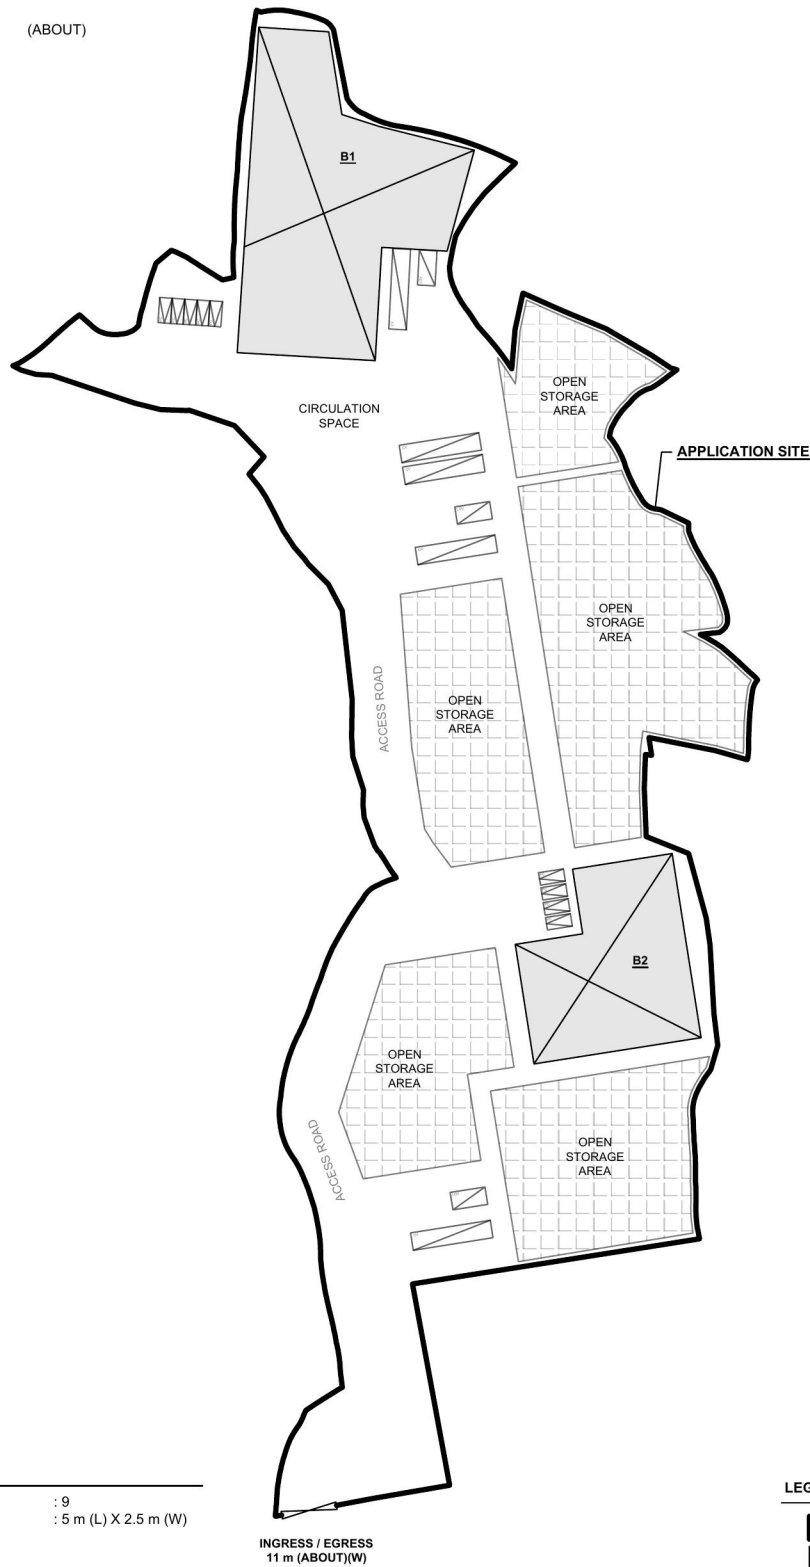 (ABOUT)
B1
OPEN
STORAGE
AREA
CIRCULATION
SPACE
APPLICATION SITE
OPEN
STORAGE
AREA
ACCESS ROAD
OPEN
STORAGE
AREA
B2
OPEN
STORAGE
AREA
ACCESS ROAD
OPEN
STORAGE
AREA
: 9
: 5 m (L) X 2.5 m (W)
INGRESS / EGRESS
11 m (ABOUT)(W)
LEG